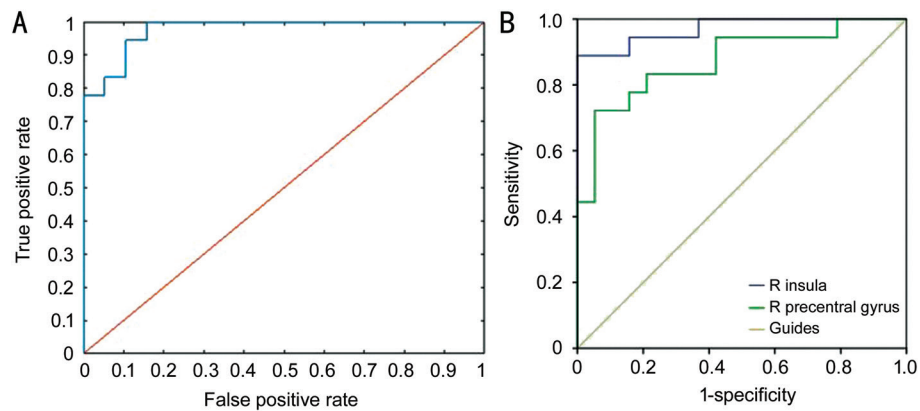 A
True positive rate
1
0.9
0.8
0.7
0.6
0.5
0.4
0.3
0.2
0.1
0
0 0.1 0.2 0.3 0.4 0.5 0.6 0.7 0.8 0.9 1
False positive rate
B
Sensitivity
1.0
0.8
0.6
0.4
0.2
0
R insula
R precentral gyrus
Guides
0 0.2 0.4 0.6 0.8 1.0
1-specificity